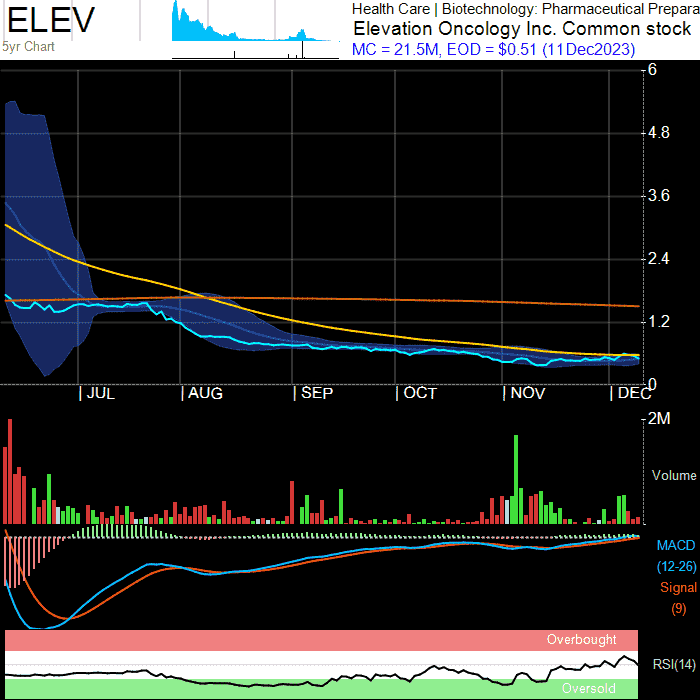 ELEV
5yr Chart
Health Care | Biotechnology: Pharmaceutical Prepara
Elevation Oncology Inc. Common stock
MC = 21.5M, EOD = $0.51 (11Dec2023)
6
4.8
3.6
2.4
1.2
0
| JUL | AUG | SEP | OCT | NOV | DEC
2M
Volume
MACD
(12-26)
Signal
(9)
Overbought
RSI(14)
Oversold